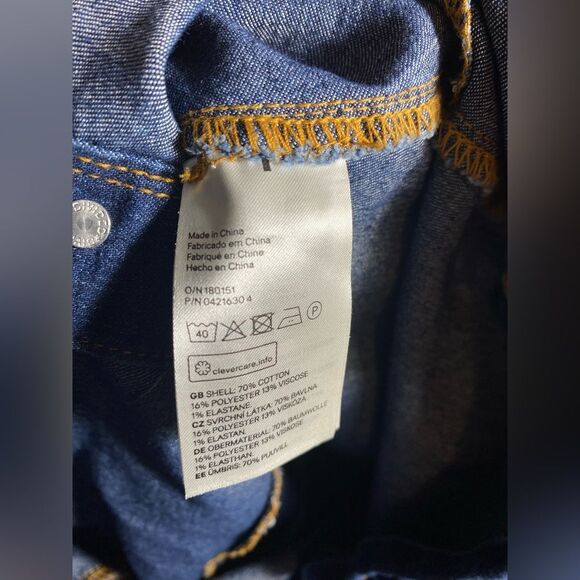 Made in China
Fabricado em China
Fabriqué en Chine
Hecho en China
O/N 180151
P/N 0421630 4
40
P
clevercare.info
GB SHELL: 70% COTTON
16% POLYESTER 13% VISCOSE
1% ELASTANE.
CZ SVRCHNÍ LÁTKA: 70% BAVLNA
16% POLYESTER 13% VISKÓZA
1% ELASTAN.
DE OBERMATERIAL: 70% BAUMWOLLE
16% POLYESTER 13% VISKOSE
1% ELASTHAN.
EE ÜMBRIS: 70% PUUVILL